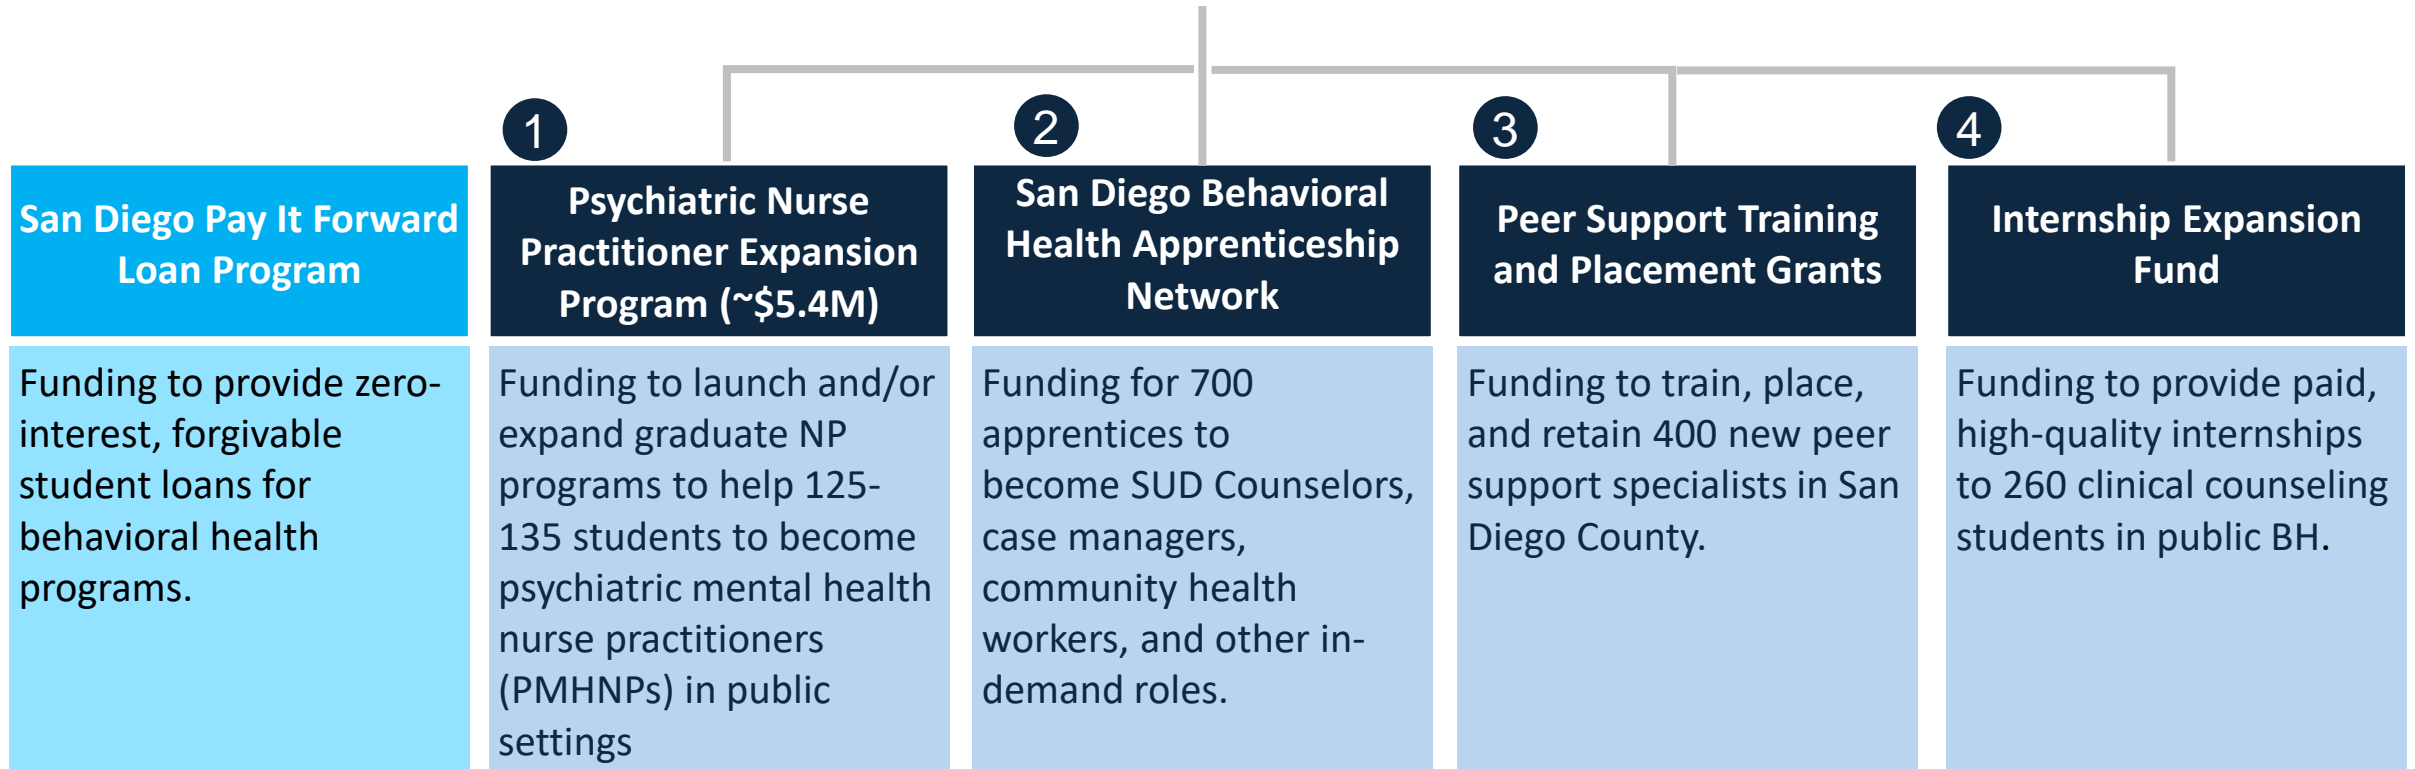 San Diego Pay It Forward
Loan Program
Funding to provide zero-
interest, forgivable
student loans for
behavioral health
programs.
1
Psychiatric Nurse
Practitioner Expansion
Program (~$5.4M)
Funding to launch and/or
expand graduate NP
programs to help 125-
135 students to become
psychiatric mental health
nurse practitioners
(PMHNPs) in public
settings
2
San Diego Behavioral
Health Apprenticeship
Network
Funding for 700
apprentices to
become SUD Counselors,
case managers,
community health
workers, and other in-
demand roles.
3
Peer Support Training
and Placement Grants
Funding to train, place,
and retain 400 new peer
support specialists in San
Diego County.
4
Internship Expansion
Fund
Funding to provide paid,
high-quality internships
to 260 clinical counseling
students in public BH.